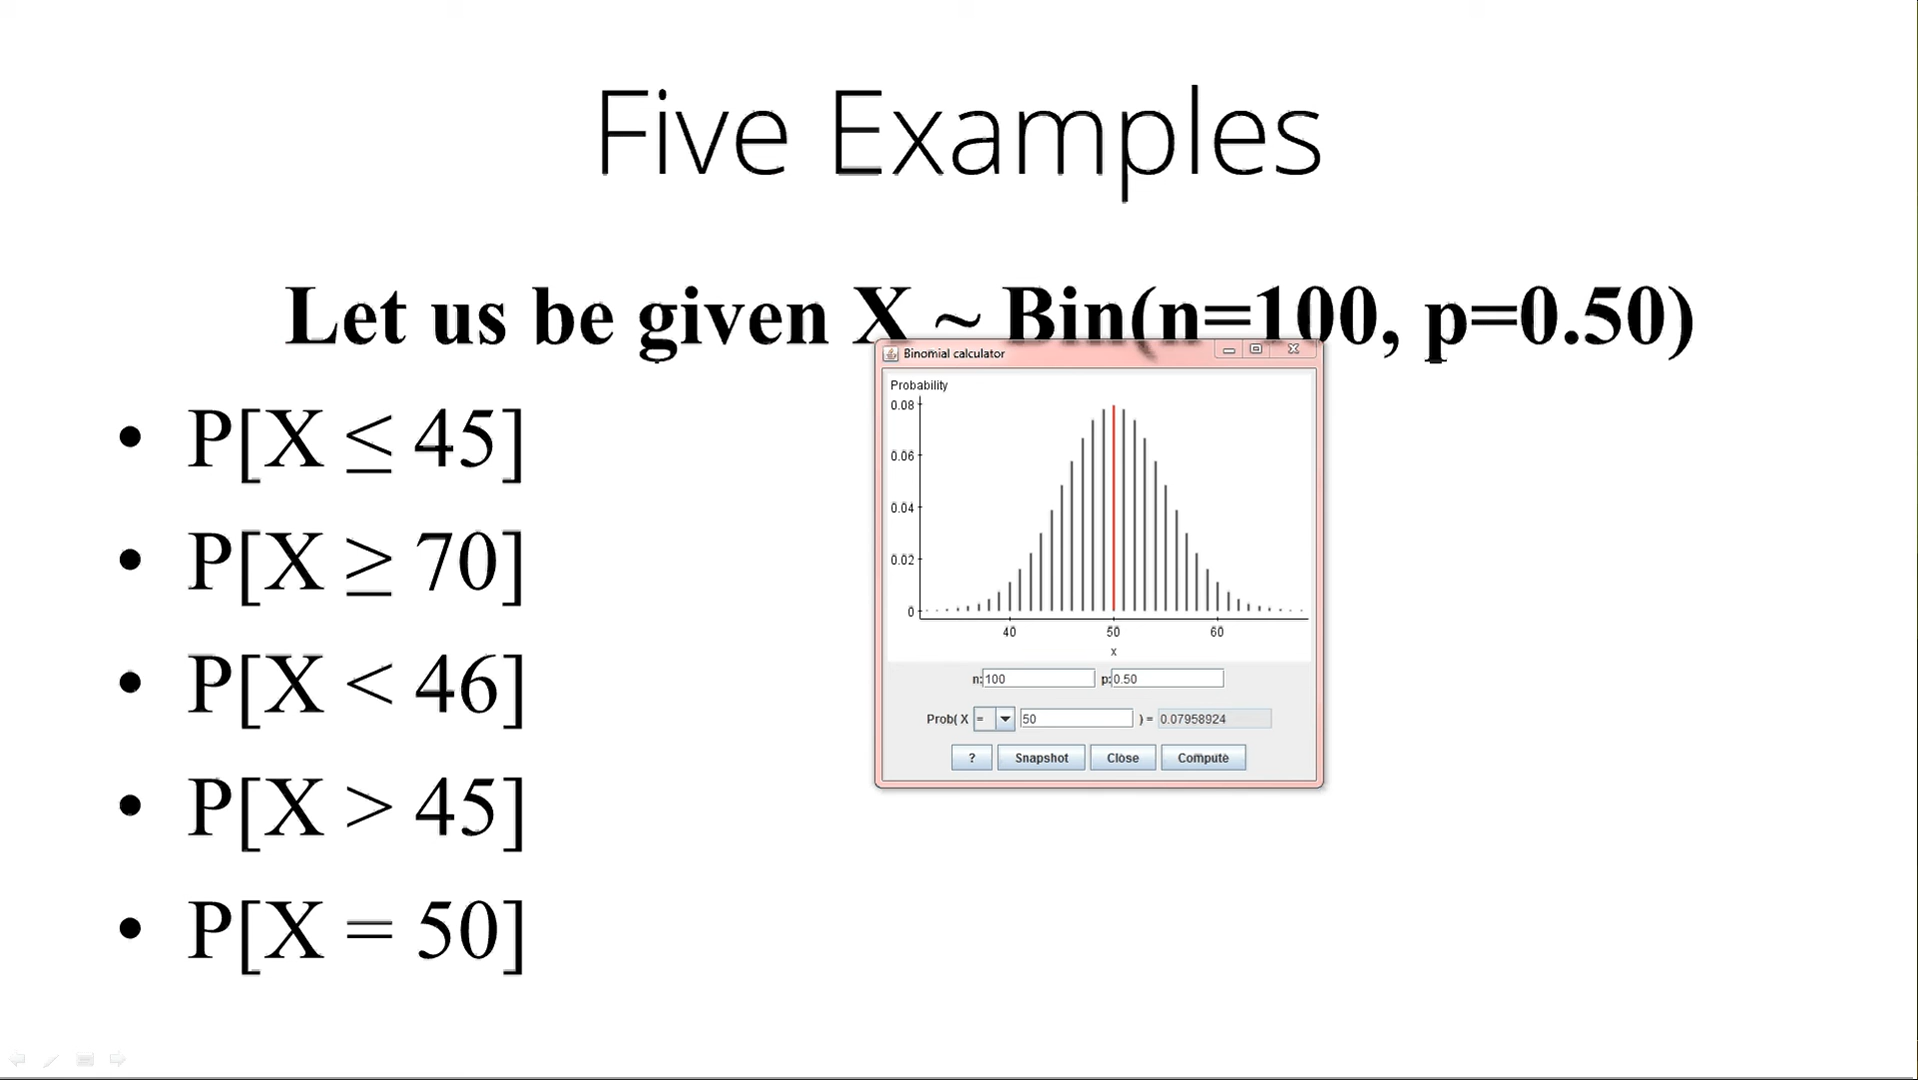 Five Examples
Let us be given X ~ Bin(n=100, p=0.50)
• P[X ≤ 45]
• P[X ≥ 70]
• P[X < 46]
• P[X > 45]
• P[X = 50]
Binomial calculator
Probability
0.08
0.06
0.04
0.02
0
40 50 60
x
n: 100 p: 0.50
Prob( X = 50 ) = 0.07958924
? Snapshot Close Compute